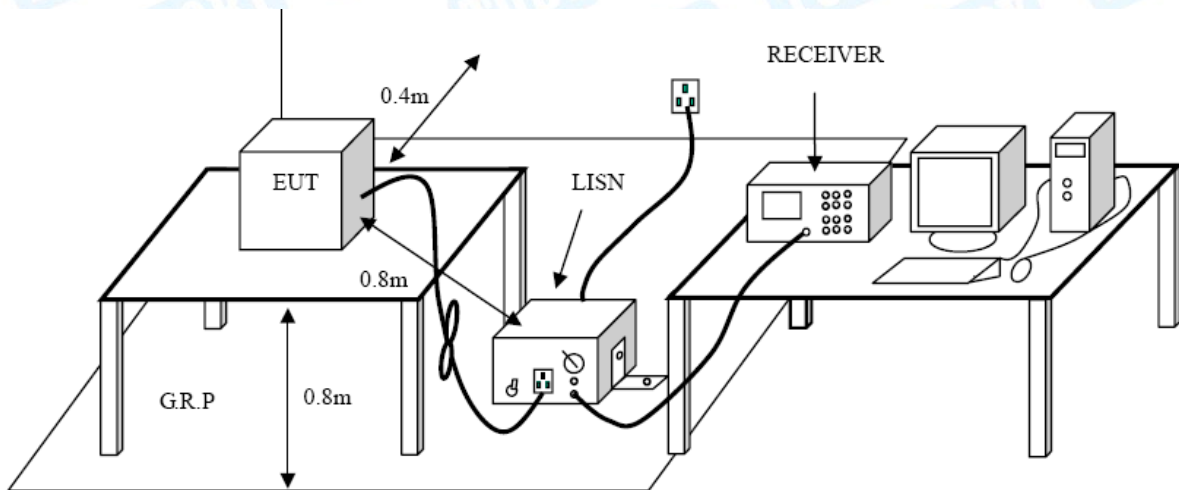 RECEIVER
0.4m
EUT
LISN
0.8m
G.R.P
0.8m